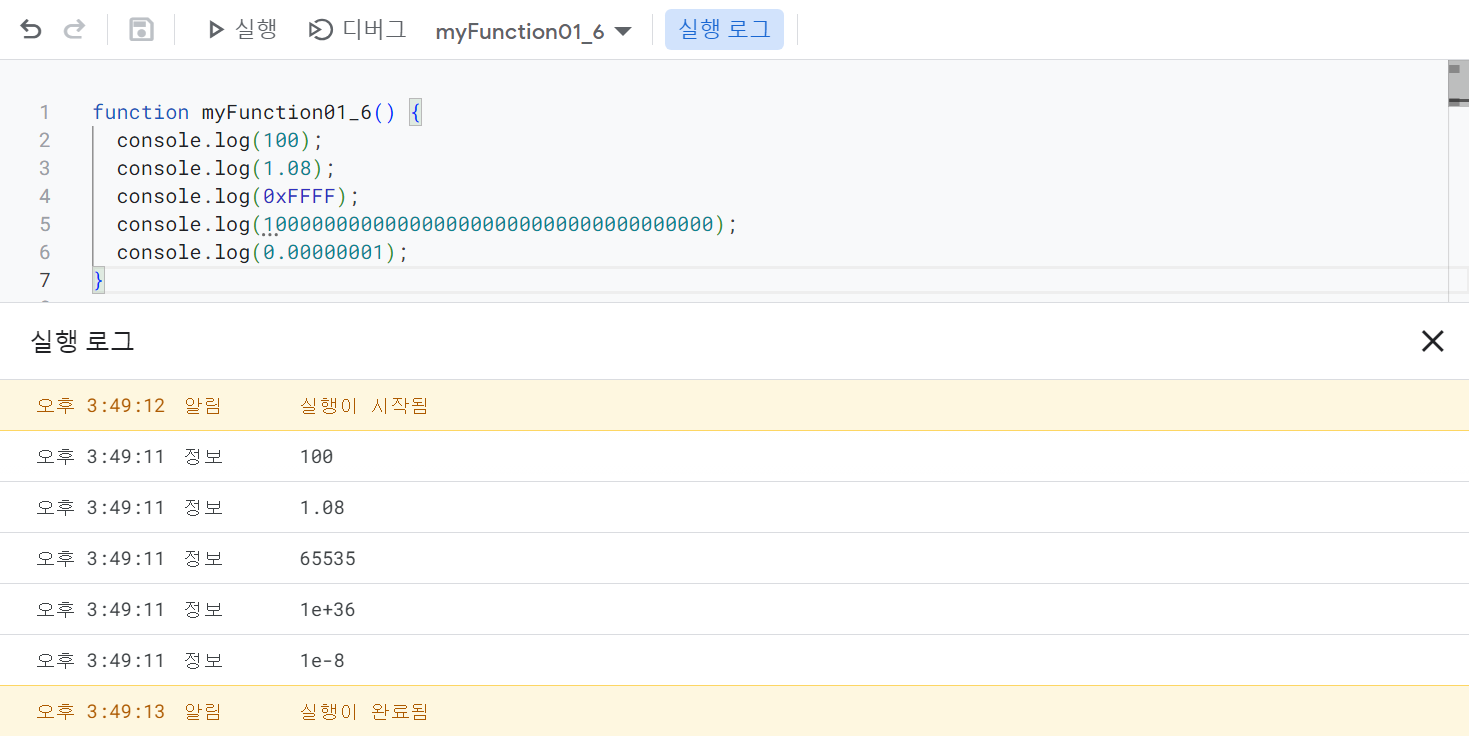 실행 디버그 myFunction01_6 실행 로그
1 function myFunction01_6() {
2 console.log(100);
3 console.log(1.08);
4 console.log(0xFFFF);
5 console.log(1000000000000000000000000000000000000);
6 console.log(0.00000001);
7 }
실행 로그
오후 3:49:12 알림 실행이 시작됨
오후 3:49:11 정보 100
오후 3:49:11 정보 1.08
오후 3:49:11 정보 65535
오후 3:49:11 정보 1e+36
오후 3:49:11 정보 1e-8
오후 3:49:13 알림 실행이 완료됨